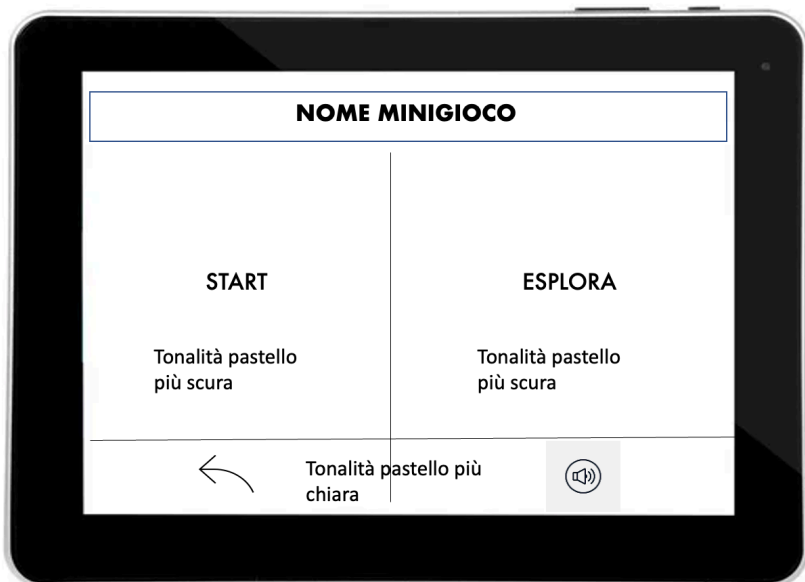 NOME MINIGIOCO
START
ESPLORA
Tonalità pastello
più scura
Tonalità pastello
più scura
Tonalità pastello più
chiara